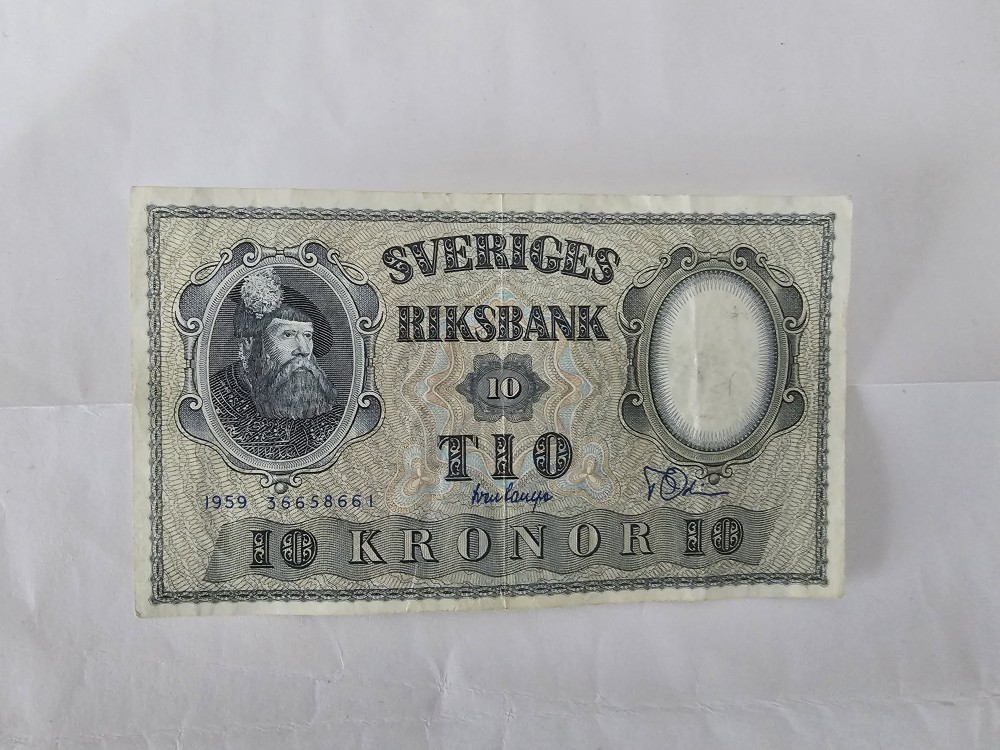 SVERIGES
RIKSBANK
10
TIO
1959 36658661
10 KRONOR 10